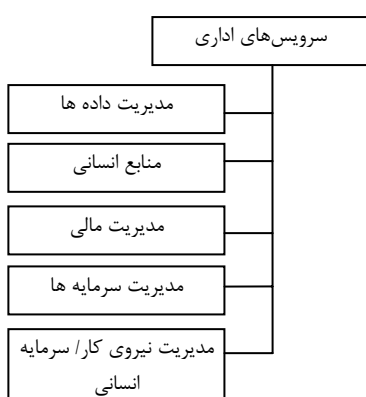 سرویس‌های اداری
مدیریت داده ها
منابع انسانی
مدیریت مالی
مدیریت سرمایه ها
مدیریت نیروی کار/ سرمایه
انسانی